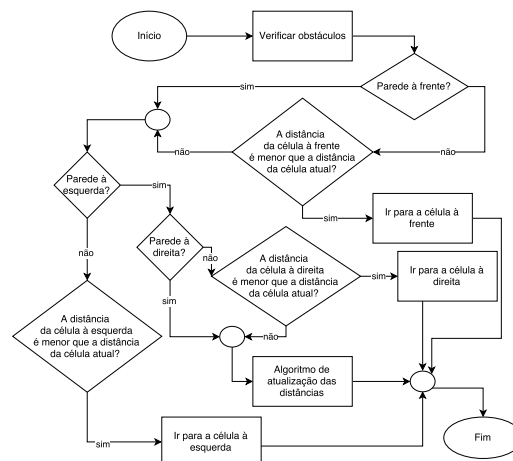 Início
Verificar obstáculos
Parede à frente?
sim
não
A distância
da célula à frente
é menor que a distância
da célula atual?
não
sim
Ir para a célula à
frente
Parede à
esquerda?
sim
não
Parede à
direita?
não
sim
A distância
da célula à direita
é menor que a distância
da célula atual?
sim
não
Ir para a célula à
direita
A distância
da célula à esquerda
é menor que a distância
da célula atual?
sim
Algoritmo de
atualização das
distâncias
Ir para a célula à
esquerda
Fim